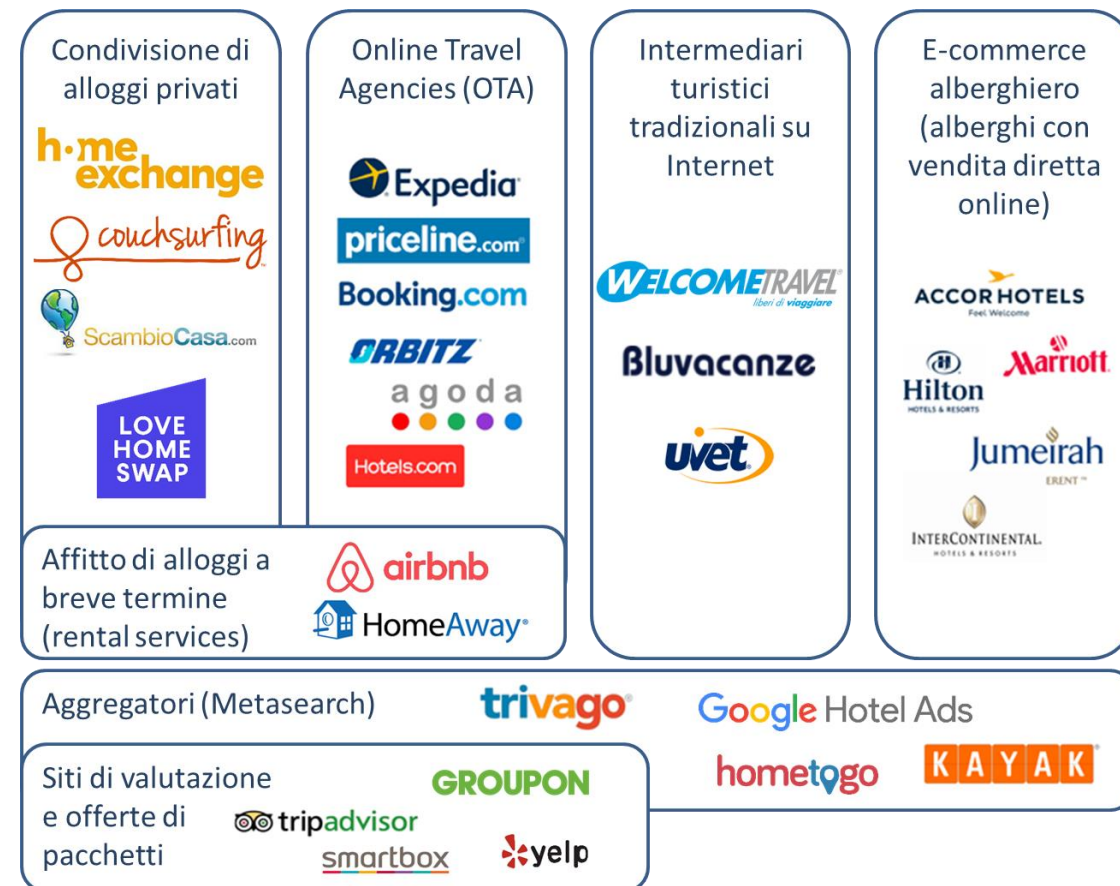 Condivisione di
alloggi privati
home
exchange
couchsurfing
ScambioCasa.com
LOVE
HOME
SWAP
Online Travel
Agencies (OTA)
Expedia
priceline.com
Booking.com
ORBITZ
agoda
Hotels.com
Intermediari
turistici
tradizionali su
Internet
WELCOMETRAVEL
liberi di viaggiare
Bluvacanze
uvet
E-commerce
alberghiero
(alberghi con
vendita diretta
online)
ACCORHOTELS
Feel Welcome
Marriott
Hilton
HOTELS & RESORTS
Jumeirah
ERENT™
INTERCONTINENTAL.
HOTELS & RESORTS
Affitto di alloggi a
breve termine
(rental services)
airbnb
HomeAway
Aggregatori (Metasearch)
trivago
Google Hotel Ads
hometogo
KAYAK
Siti di valutazione
e offerte di
pacchetti
GROUPON
tripadvisor
smartbox
yelp